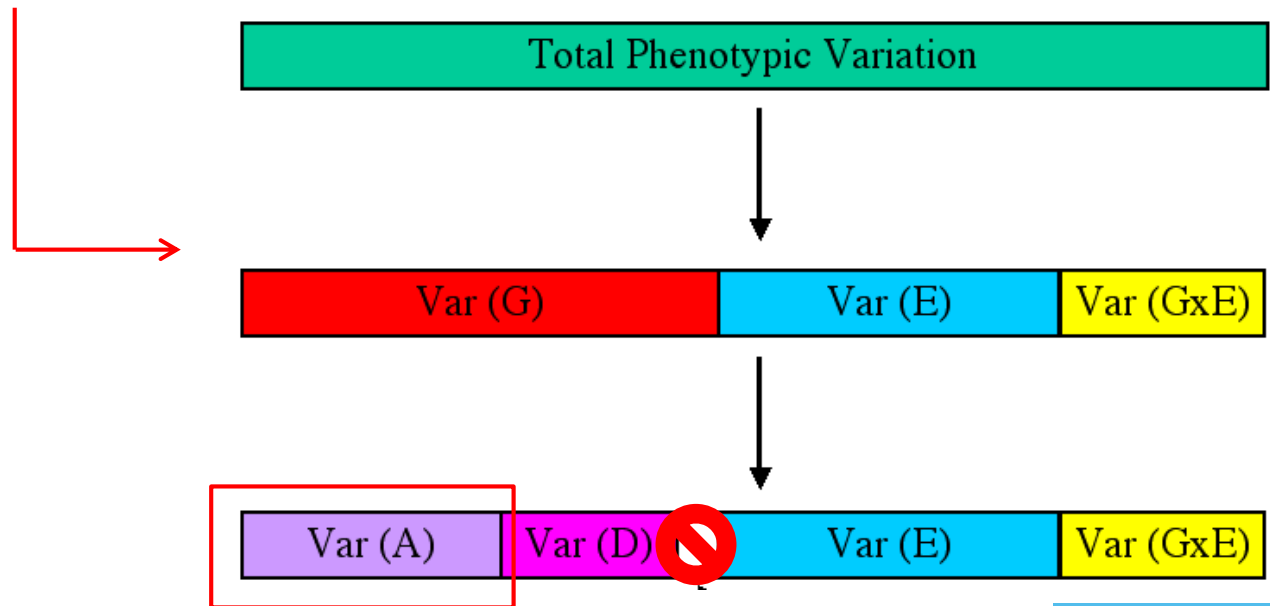 Total Phenotypic Variation
Var (G) Var (E) Var (GxE)
Var (A) Var (D) Var (E) Var (GxE)